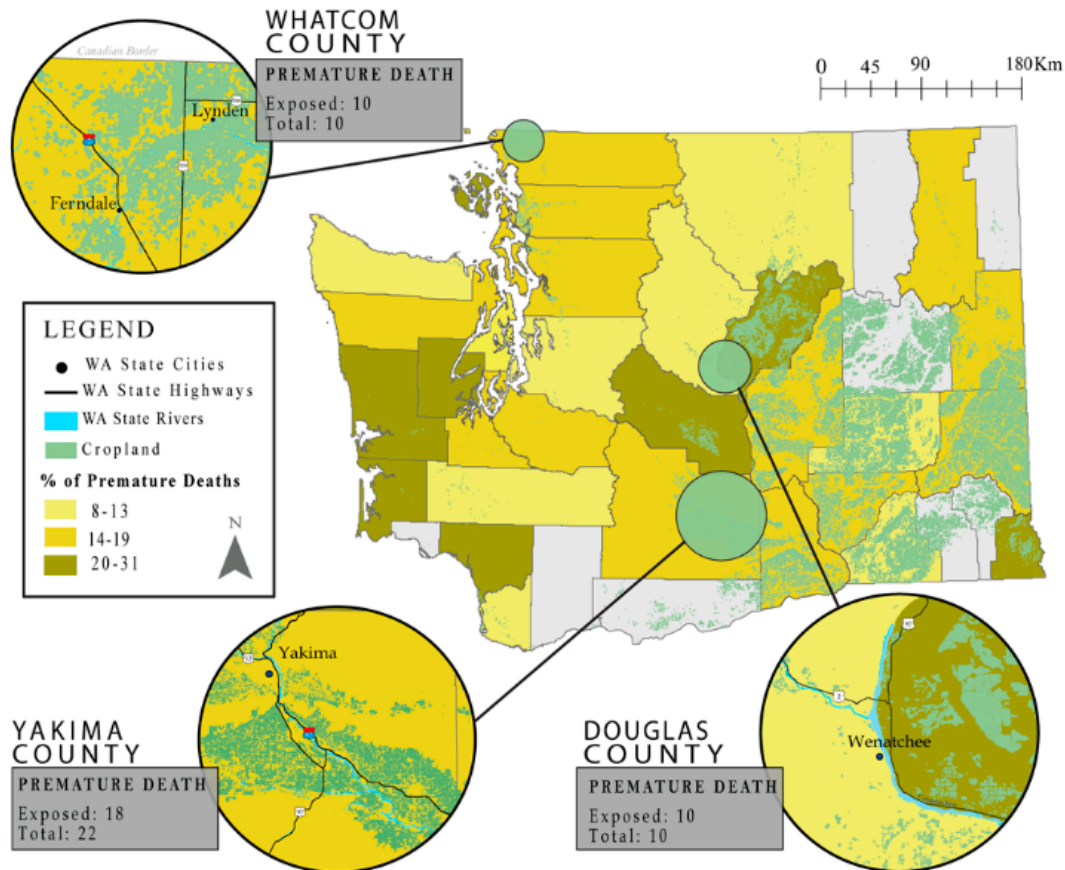 WHATCOM
COUNTY
Canadian Border
PREMATURE DEATH
Exposed: 10
Total: 10
Lynden
Ferndale
0 45 90 180Km
LEGEND
WA State Cities
WA State Highways
WA State Rivers
Cropland
% of Premature Deaths
8-13
14-19
20-31
N
Yakima
YAKIMA
COUNTY
PREMATURE DEATH
Exposed: 18
Total: 22
DOUGLAS
COUNTY
PREMATURE DEATH
Exposed: 10
Total: 10
2
Wenatchee